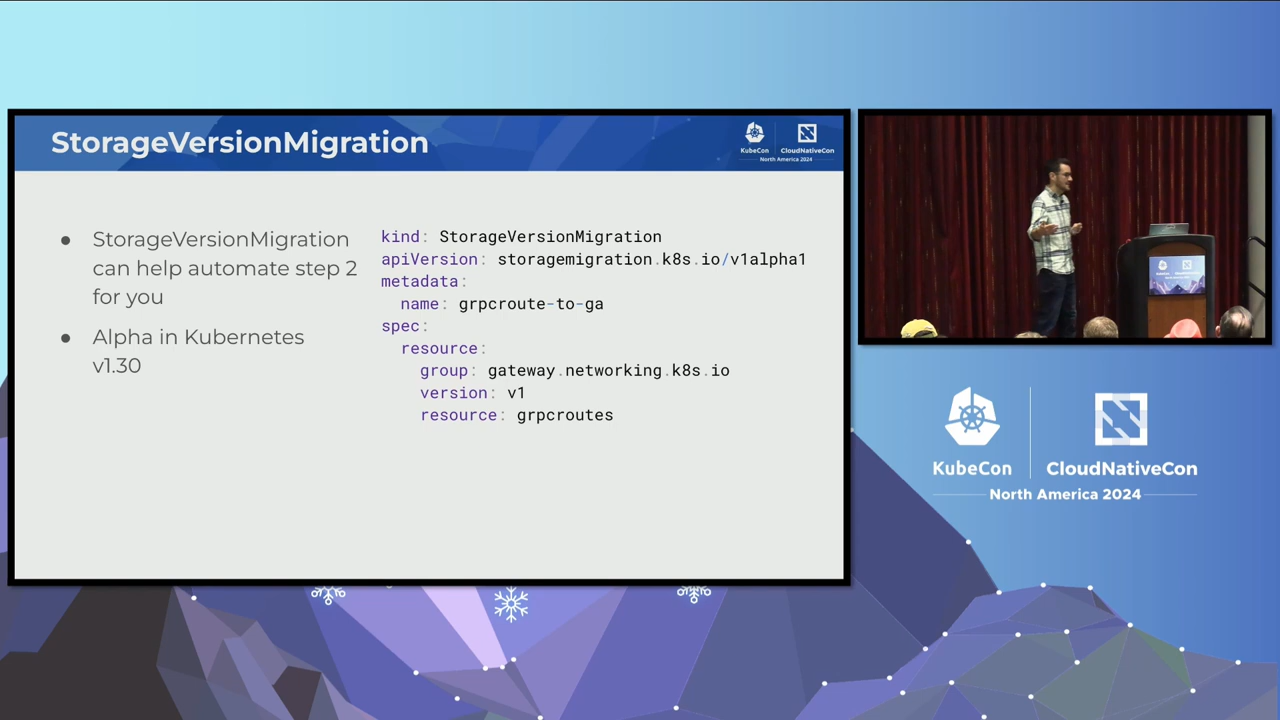 StorageVersionMigration
KubeCon
CloudNativeCon
North America 2024
● StorageVersionMigration
can help automate step 2
for you
● Alpha in Kubernetes
v1.30
kind: StorageVersionMigration
apiVersion: storagemigration.k8s.io/v1alpha1
metadata:
  name: grpcroute-to-ga
spec:
  resource:
    group: gateway.networking.k8s.io
    version: v1
    resource: grpcroutes
KubeCon
CloudNativeCon
North America 2024